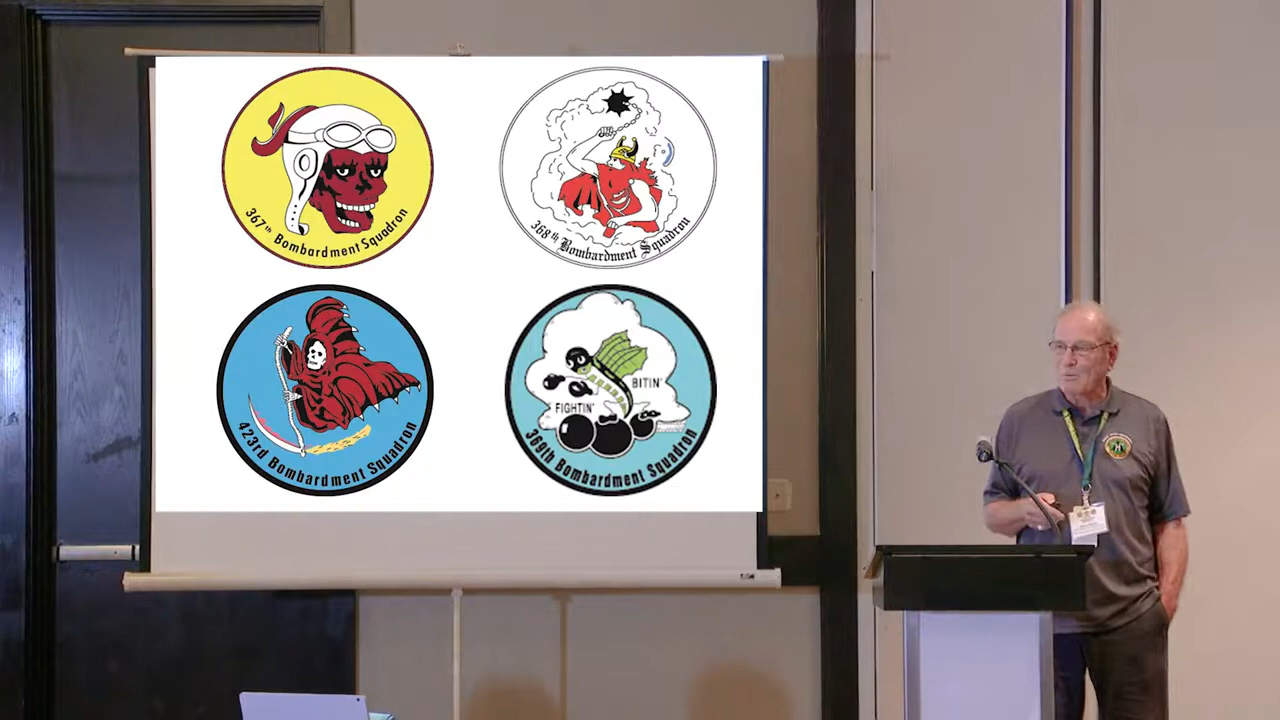 367th Bombardment Squadron
368th Bombardment Squadron
423rd Bombardment Squadron
BITIN'
FIGHTIN'
369th Bombardment Squadron